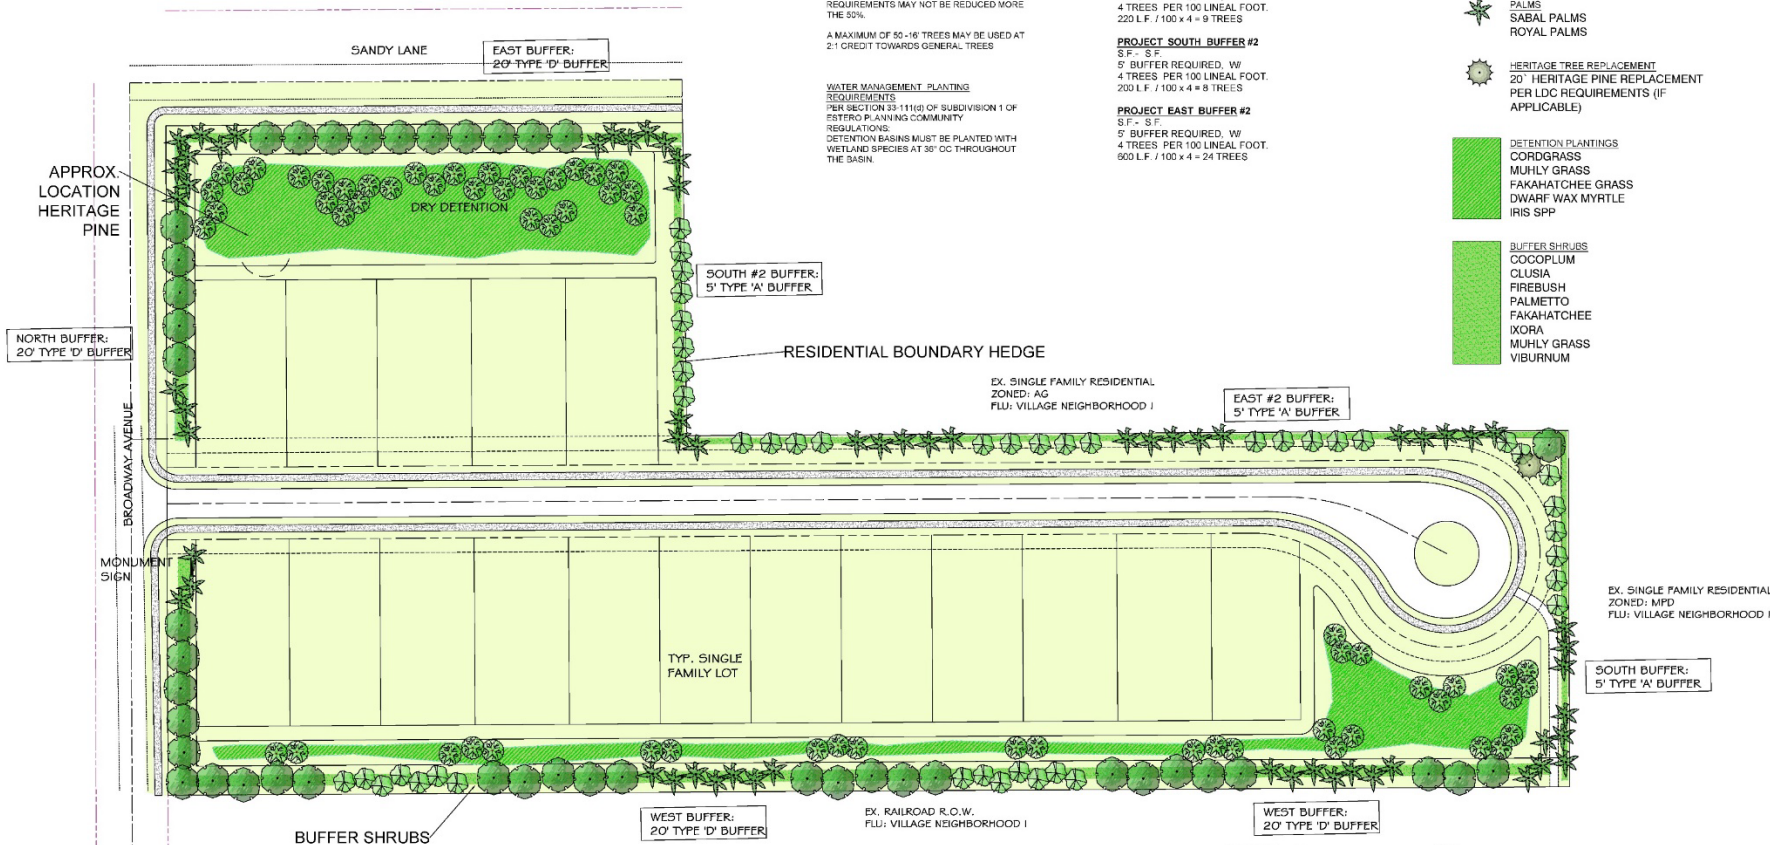 REQUIREMENTS MAY NOT BE REDUCED MORE
THE 50%.
A MAXIMUM OF 50 -16' TREES MAY BE USED AT
2:1 CREDIT TOWARDS GENERAL TREES
WATER MANAGEMENT PLANTING
REQUIREMENTS
PER SECTION 33-111(d) OF SUBDIVISION 1 OF
ESTERO PLANNING COMMUNITY
REGULATIONS:
DETENTION BASINS MUST BE PLANTED WITH
WETLAND SPECIES AT 36" OC THROUGHOUT
THE BASIN.
4 TREES PER 100 LINEAL FOOT.
220 L.F. / 100 x 4 = 9 TREES
PROJECT SOUTH BUFFER #2
S.F.- S.F.
5' BUFFER REQUIRED, W/
4 TREES PER 100 LINEAL FOOT.
200 L.F. / 100 x 4 = 8 TREES
PROJECT EAST BUFFER #2
S.F.- S.F.
5' BUFFER REQUIRED, W/
4 TREES PER 100 LINEAL FOOT.
600 L.F. / 100 x 4 = 24 TREES
PALMS
SABAL PALMS
ROYAL PALMS
HERITAGE TREE REPLACEMENT
20` HERITAGE PINE REPLACEMENT
PER LDC REQUIREMENTS (IF
APPLICABLE)
DETENTION PLANTINGS
CORDGRASS
MUHLY GRASS
FAKAHATCHEE GRASS
DWARF WAX MYRTLE
IRIS SPP
BUFFER SHRUBS
COCOPLUM
CLUSIA
FIREBUSH
PALMETTO
FAKAHATCHEE
IXORA
MUHLY GRASS
VIBURNUM
SANDY LANE
EAST BUFFER:
20' TYPE 'D' BUFFER
APPROX.
LOCATION
HERITAGE
PINE
DRY DETENTION
SOUTH #2 BUFFER:
5' TYPE 'A' BUFFER
NORTH BUFFER:
20' TYPE 'D' BUFFER
RESIDENTIAL BOUNDARY HEDGE
EX. SINGLE FAMILY RESIDENTIAL
ZONED: AG
FLU: VILLAGE NEIGHBORHOOD I
EAST #2 BUFFER:
5' TYPE 'A' BUFFER
BROADWAY AVENUE
MONUMENT
SIGN
TYP. SINGLE
FAMILY LOT
EX. SINGLE FAMILY RESIDENTIAL
ZONED: MPD
FLU: VILLAGE NEIGHBORHOOD I
SOUTH BUFFER:
5' TYPE 'A' BUFFER
WEST BUFFER:
20' TYPE 'D' BUFFER
EX. RAILROAD R.O.W.
FLU: VILLAGE NEIGHBORHOOD I
WEST BUFFER:
20' TYPE 'D' BUFFER
BUFFER SHRUBS